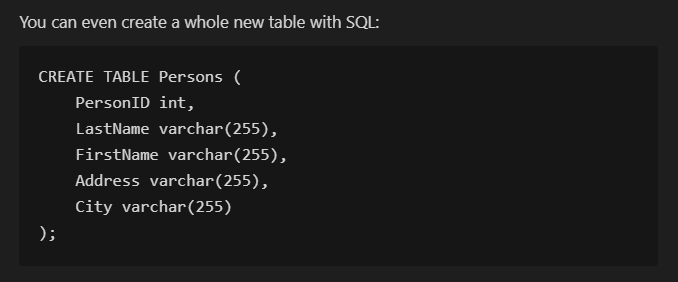 You can even create a whole new table with SQL:
CREATE TABLE Persons (
    PersonID int,
    LastName varchar(255),
    FirstName varchar(255),
    Address varchar(255),
    City varchar(255)
);